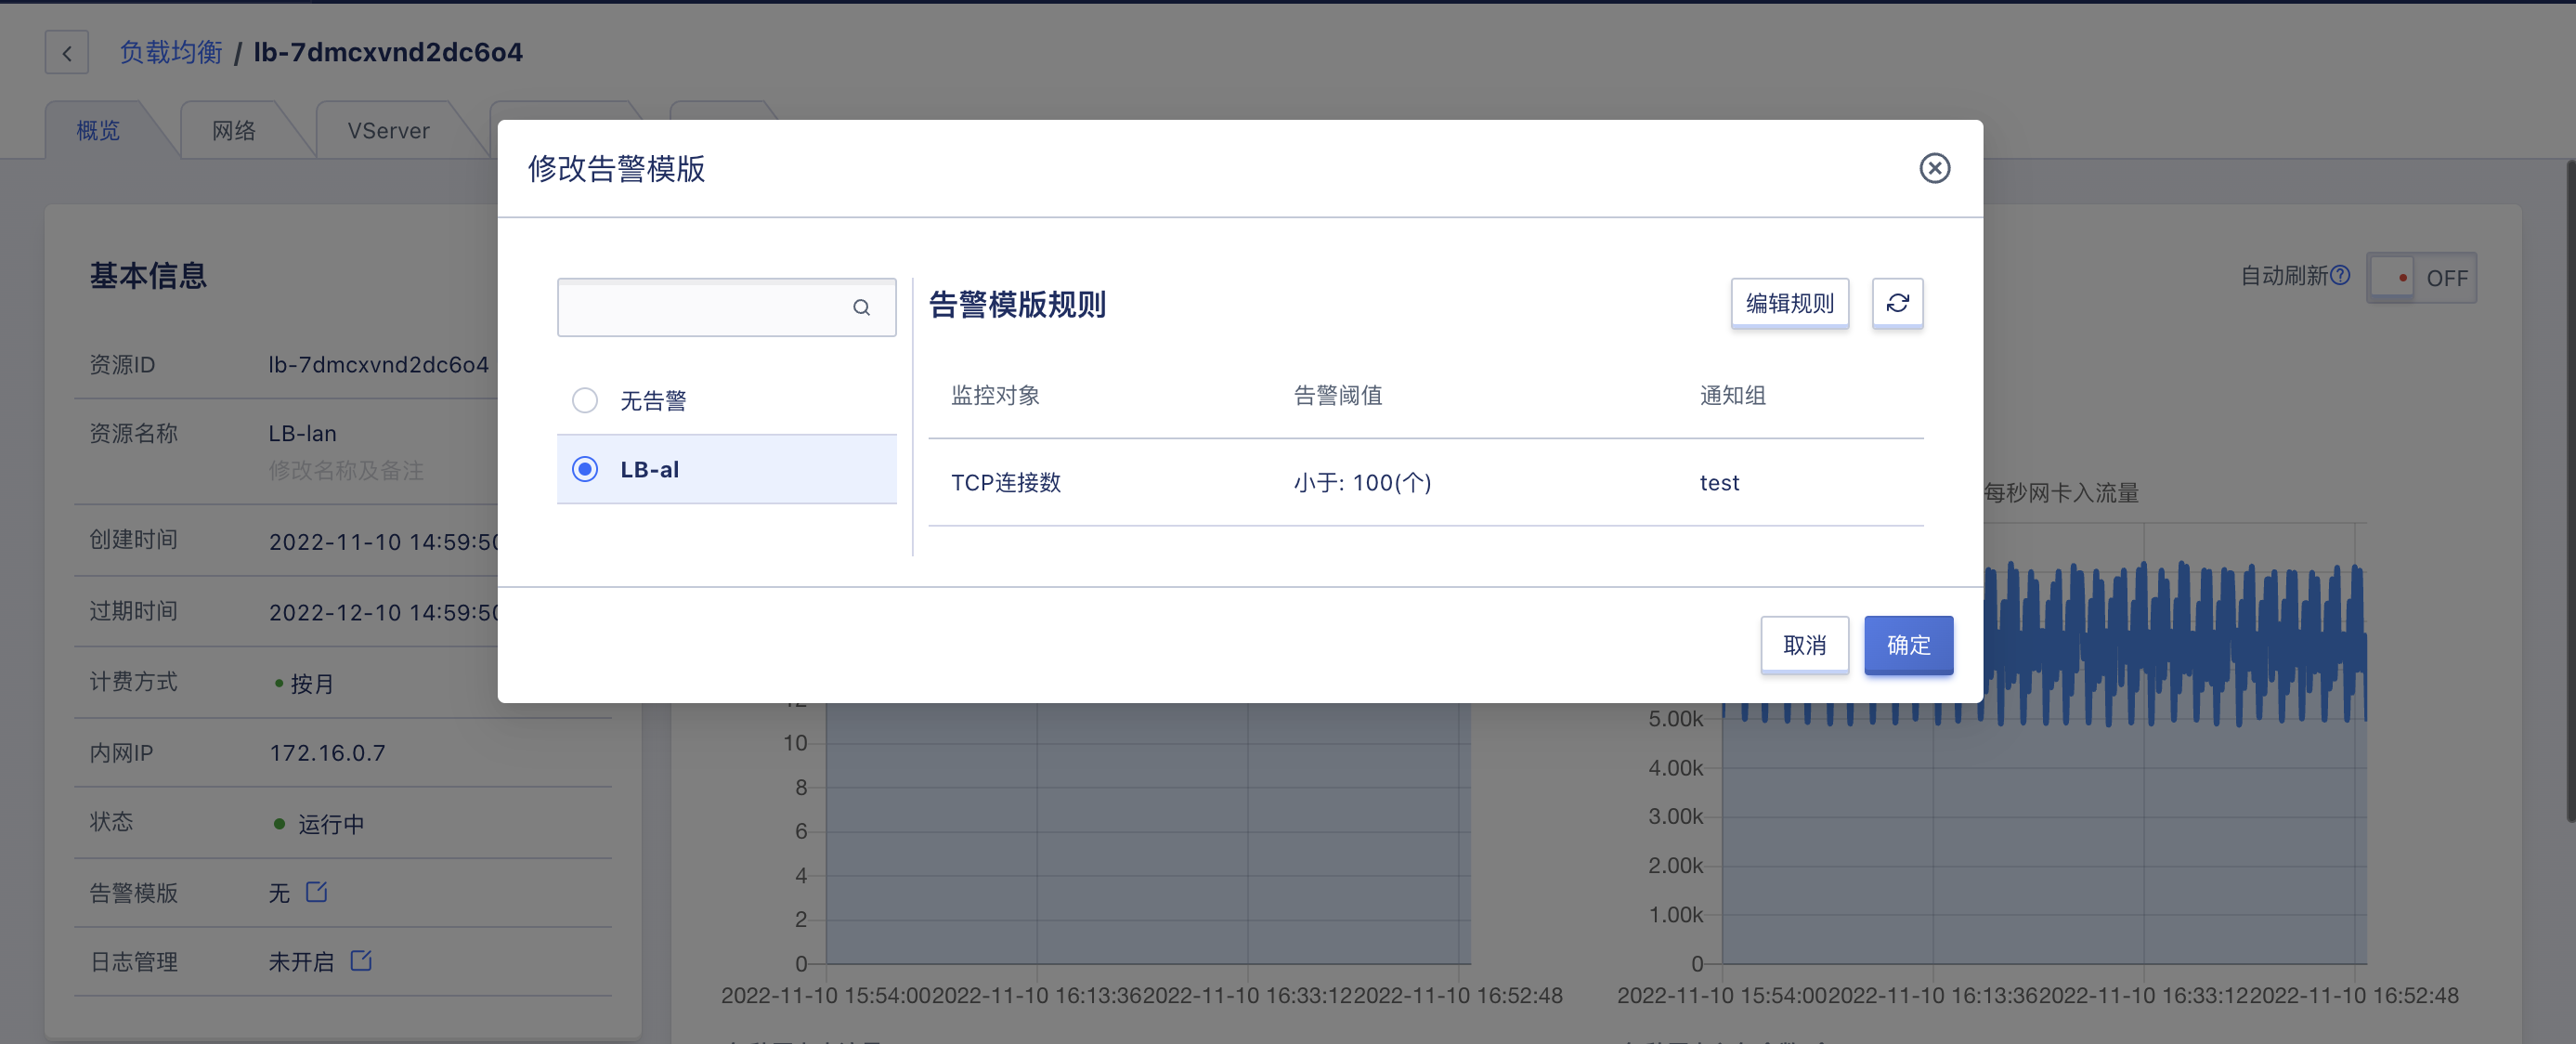 负载均衡 / lb-7dmcxvnd2dc6o4
概览
网络
VServer
修改告警模版
基本信息
资源ID lb-7dmcxvnd2dc6o4
资源名称 LB-lan
修改名称及备注
创建时间 2022-11-10 14:59:50
过期时间 2022-12-10 14:59:50
计费方式 按月
内网IP 172.16.0.7
状态 运行中
告警模版 无
日志管理 未开启
无告警
LB-al
告警模版规则
编辑规则
监控对象 告警阈值 通知组
TCP连接数 小于: 100(个) test
取消 确定
自动刷新 OFF
每秒网卡入流量
10
8
6
4
2
0
2022-11-10 15:54:00 2022-11-10 16:13:36 2022-11-10 16:33:12 2022-11-10 16:52:48
5.00k
4.00k
3.00k
2.00k
1.00k
0
2022-11-10 15:54:00 2022-11-10 16:13:36 2022-11-10 16:33:12 2022-11-10 16:52:48